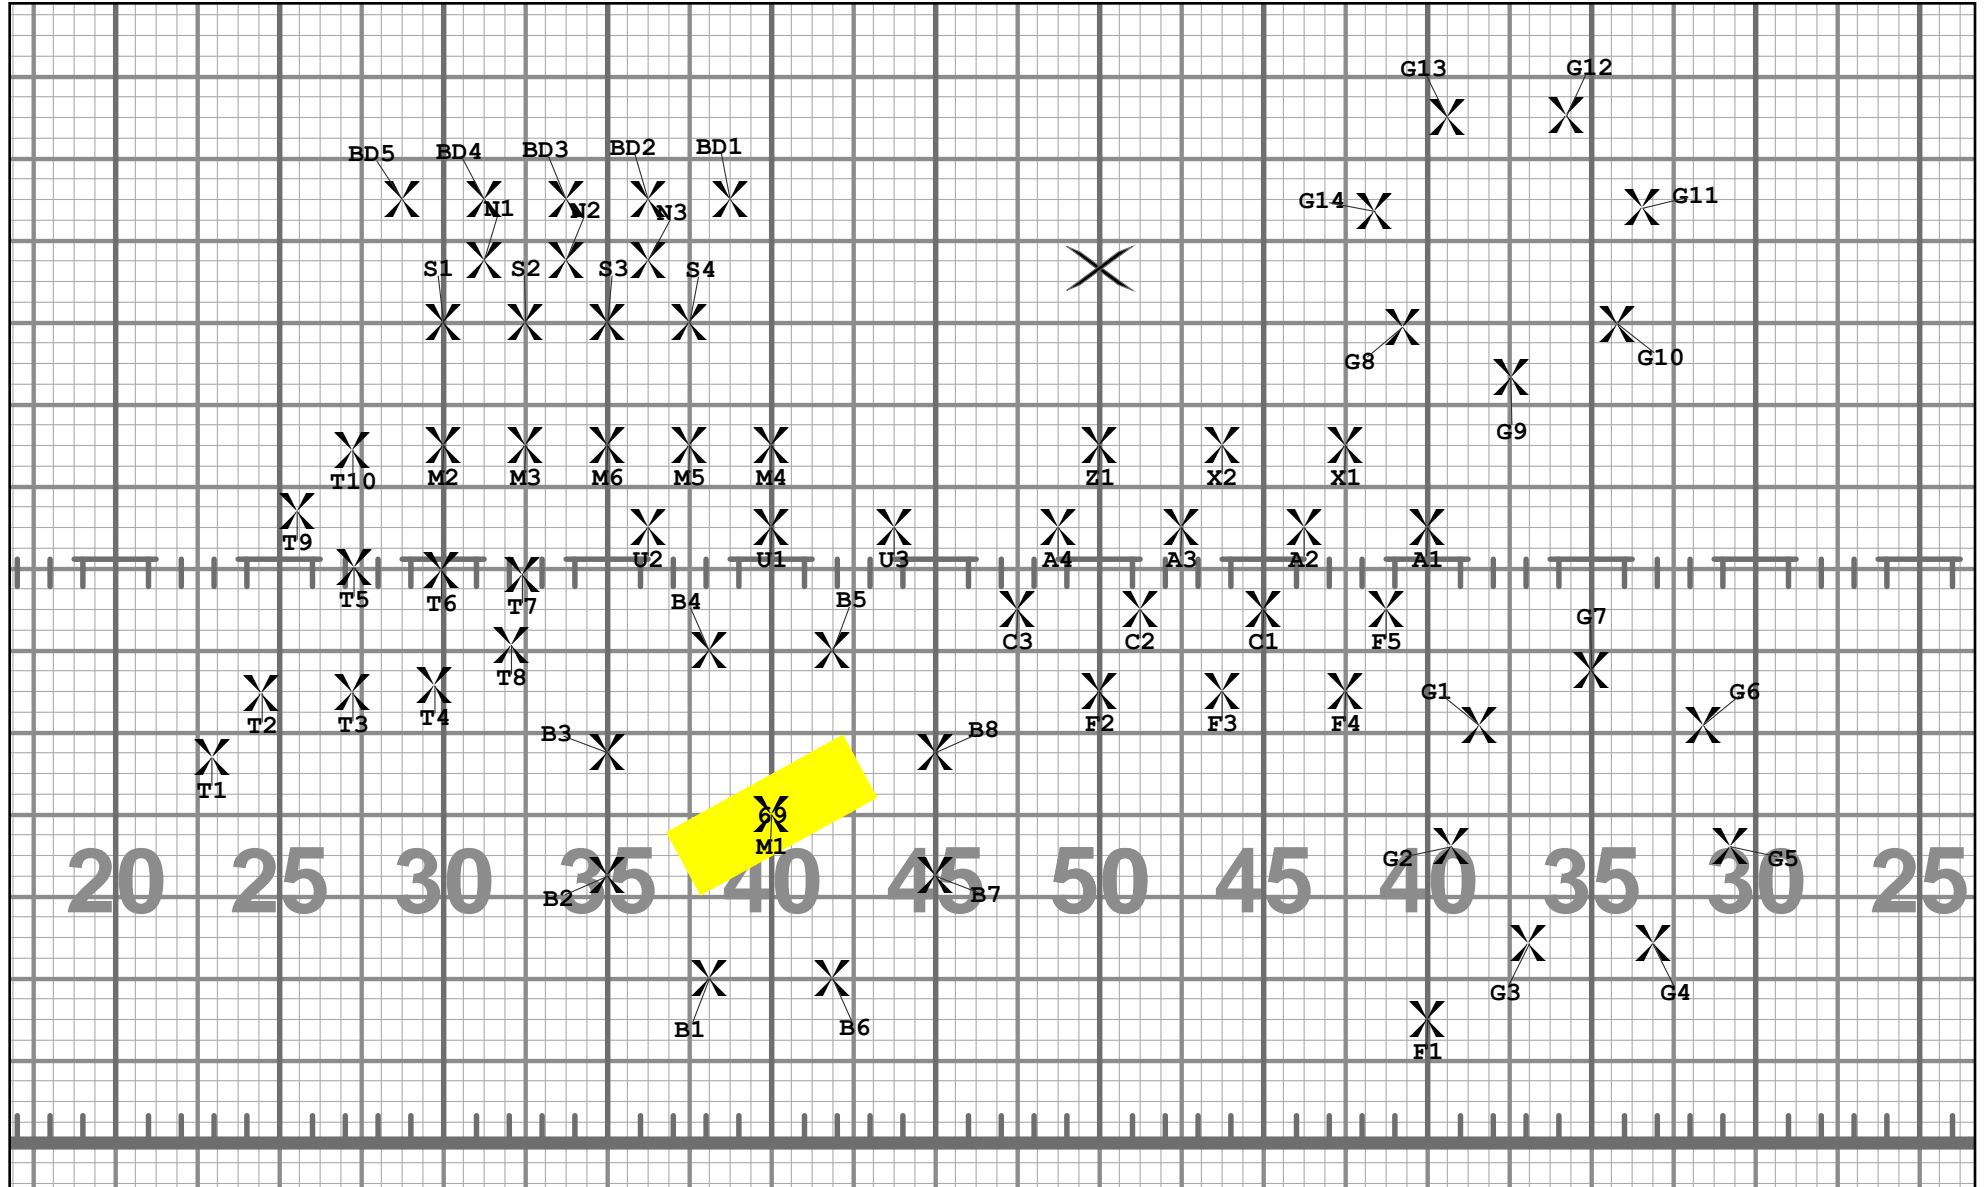 G13 G12
BD5 BD4 BD3 BD2 BD1
N1 N2 N3 G14 G11
S1 S2 S3 S4
G8 G10
G9
T10 M2 M3 M6 M5 M4 Z1 X2 X1
T9 U2 U1 U3 A4 A3 A2 A1
T5 T6 T7 B4 B5
C3 C2 C1 F5 G7
T8
T2 T3 T4 F2 F3 F4 G1 G6
B3 B8
T1
69
M1
20 25 30 35 40 45 50 45 40 35 30 25
G2 G5
B2 B7
G3 G4
B1 B6
F1